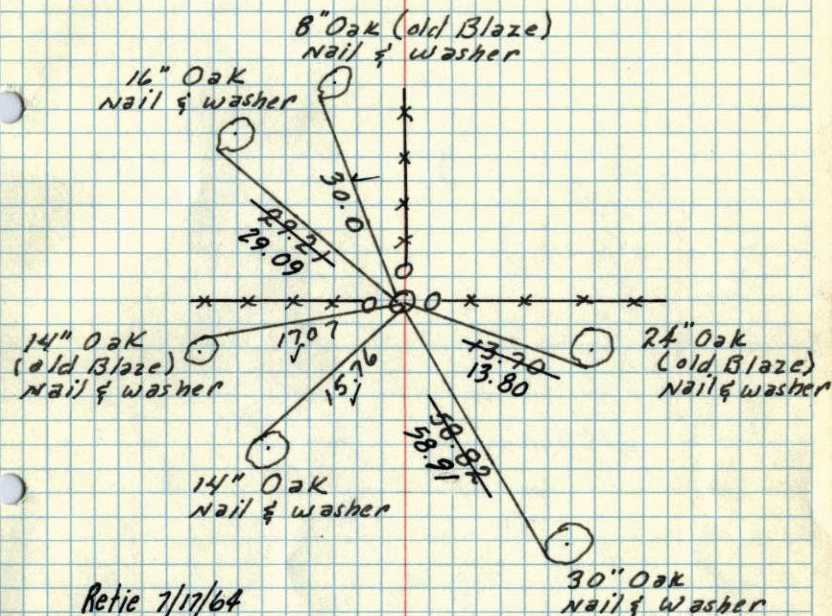 8" Oak (old Blaze)
Nail & washer
16" Oak
Nail & washer
30.0
29.21
29.09
14" Oak
(old Blaze)
Nail & washer
17.07
24" Oak
(old Blaze)
Nail & washer
13.70
13.80
15.76
58.82
58.91
14" Oak
Nail & washer
30" Oak
Nail & washer
Retie 7/17/64